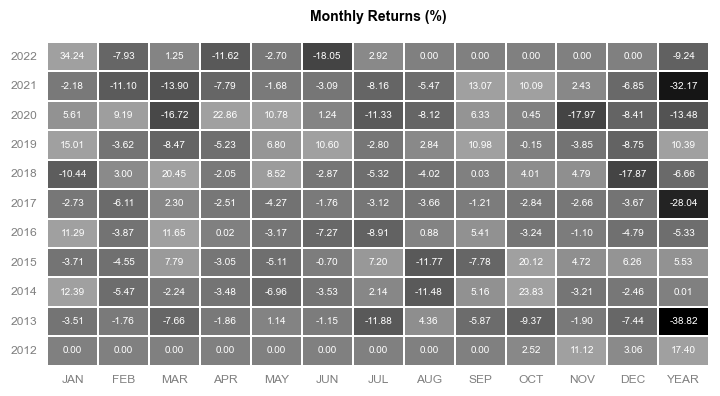 Monthly Returns (%)
2022 34.24 -7.93 1.25 -11.62 -2.70 -18.05 2.92 0.00 0.00 0.00 0.00 0.00 -9.24
2021 -2.18 -11.10 -13.90 -7.79 -1.68 -3.09 -8.16 -5.47 13.07 10.09 2.43 -6.85 -32.17
2020 5.61 9.19 -16.72 22.86 10.78 1.24 -11.33 -8.12 6.33 0.45 -17.97 -8.41 -13.48
2019 15.01 -3.62 -8.47 -5.23 6.80 10.60 -2.80 2.84 10.98 -0.15 -3.85 -8.75 10.39
2018 -10.44 3.00 20.45 -2.05 8.52 -2.87 -5.32 -4.02 0.03 4.01 4.79 -17.87 -6.66
2017 -2.73 -6.11 2.30 -2.51 -4.27 -1.76 -3.12 -3.66 -1.21 -2.84 -2.66 -3.67 -28.04
2016 11.29 -3.87 11.65 0.02 -3.17 -7.27 -8.91 0.88 5.41 -3.24 -1.10 -4.79 -5.33
2015 -3.71 -4.55 7.79 -3.05 -5.11 -0.70 7.20 -11.77 -7.78 20.12 4.72 6.26 5.53
2014 12.39 -5.47 -2.24 -3.48 -6.96 -3.53 2.14 -11.48 5.16 23.83 -3.21 -2.46 0.01
2013 -3.51 -1.76 -7.66 -1.86 1.14 -1.15 -11.88 4.36 -5.87 -9.37 -1.90 -7.44 -38.82
2012 0.00 0.00 0.00 0.00 0.00 0.00 0.00 0.00 0.00 2.52 11.12 3.06 17.40
JAN FEB MAR APR MAY JUN JUL AUG SEP OCT NOV DEC YEAR